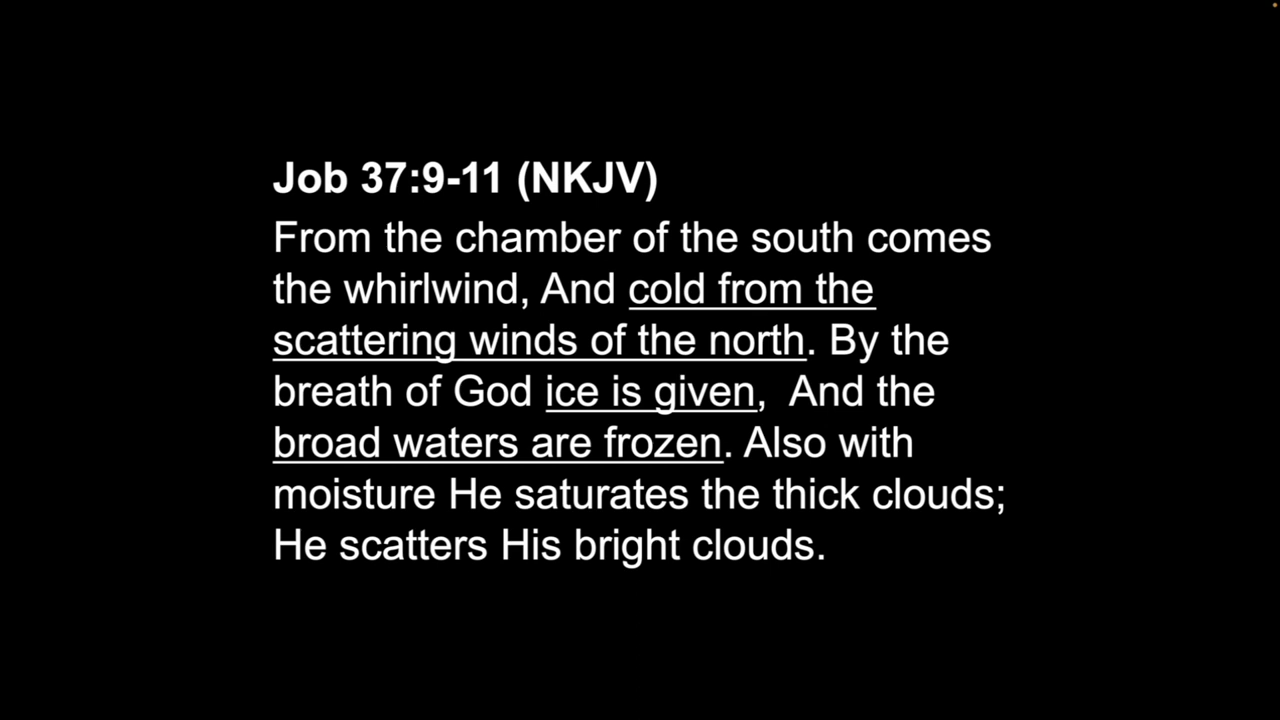 Job 37:9-11 (NKJV)
From the chamber of the south comes
the whirlwind, And cold from the
scattering winds of the north. By the
breath of God ice is given,  And the
broad waters are frozen. Also with
moisture He saturates the thick clouds;
He scatters His bright clouds.